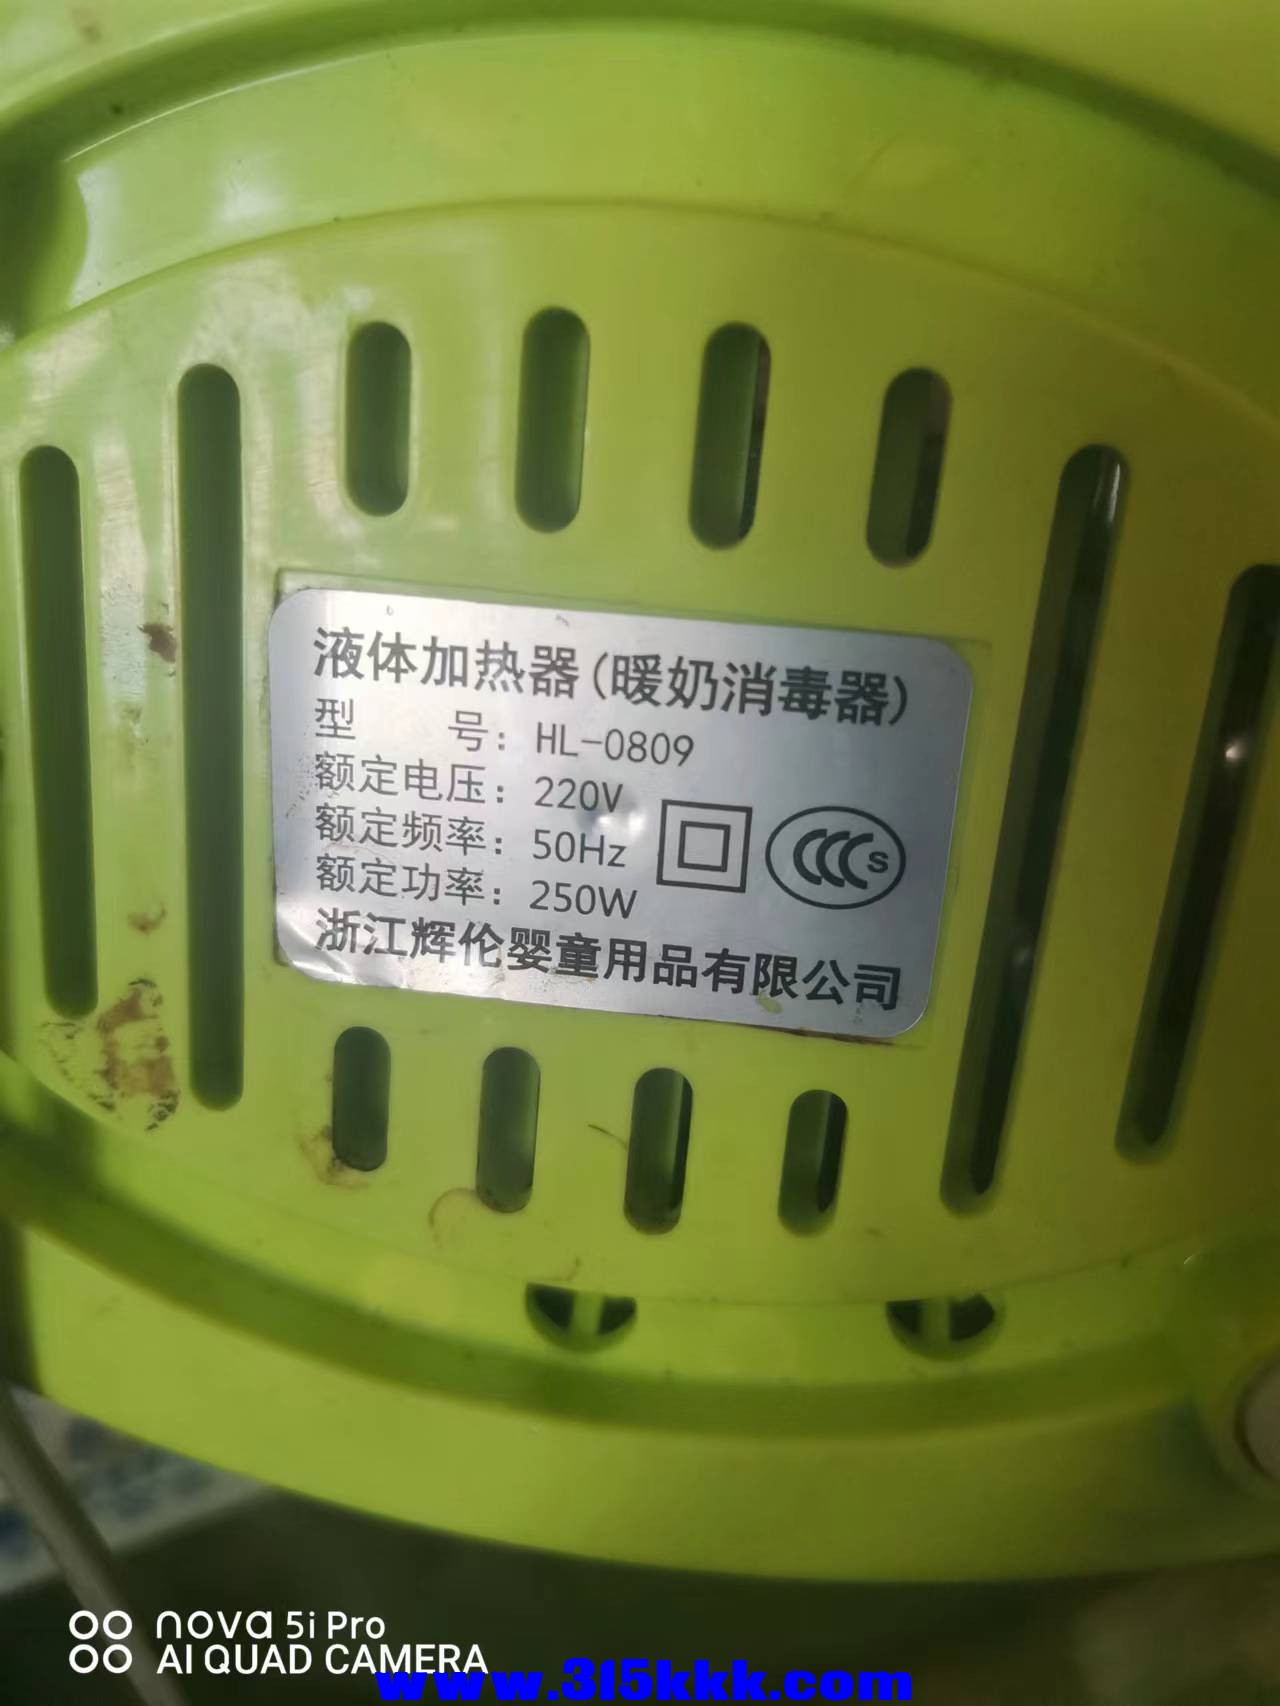 液体加热器(暖奶消毒器)
型 号：HL-0809
额定电压：220V
额定频率：50Hz
额定功率：250W
CCC S
浙江辉伦婴童用品有限公司
nova 5i Pro
AI QUAD CAMERA
www.315kkk.com